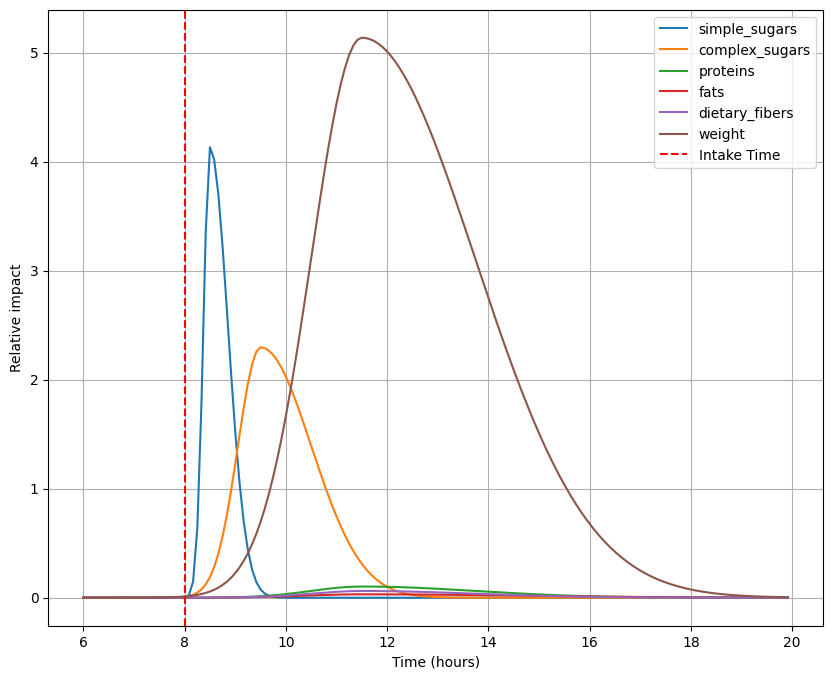 simple_sugars
complex_sugars
proteins
fats
dietary_fibers
weight
Intake Time
Relative impact
5
4
3
2
1
0
6 8 10 12 14 16 18 20
Time (hours)